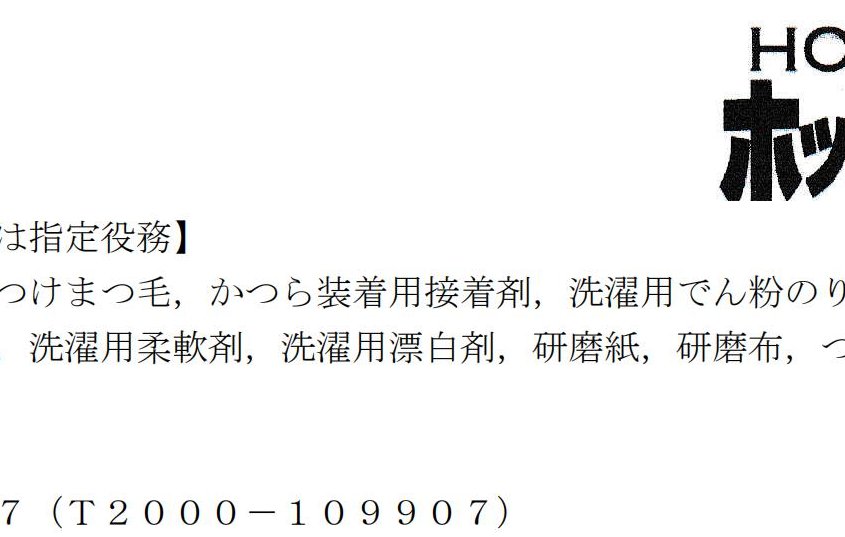 HO
ホッ
は指定役務】
つけまつ毛，かつら装着用接着剤，洗濯用でん粉のり
洗濯用柔軟剤，洗濯用漂白剤，研磨紙，研磨布，つ
７（Ｔ２０００－１０９９０７）